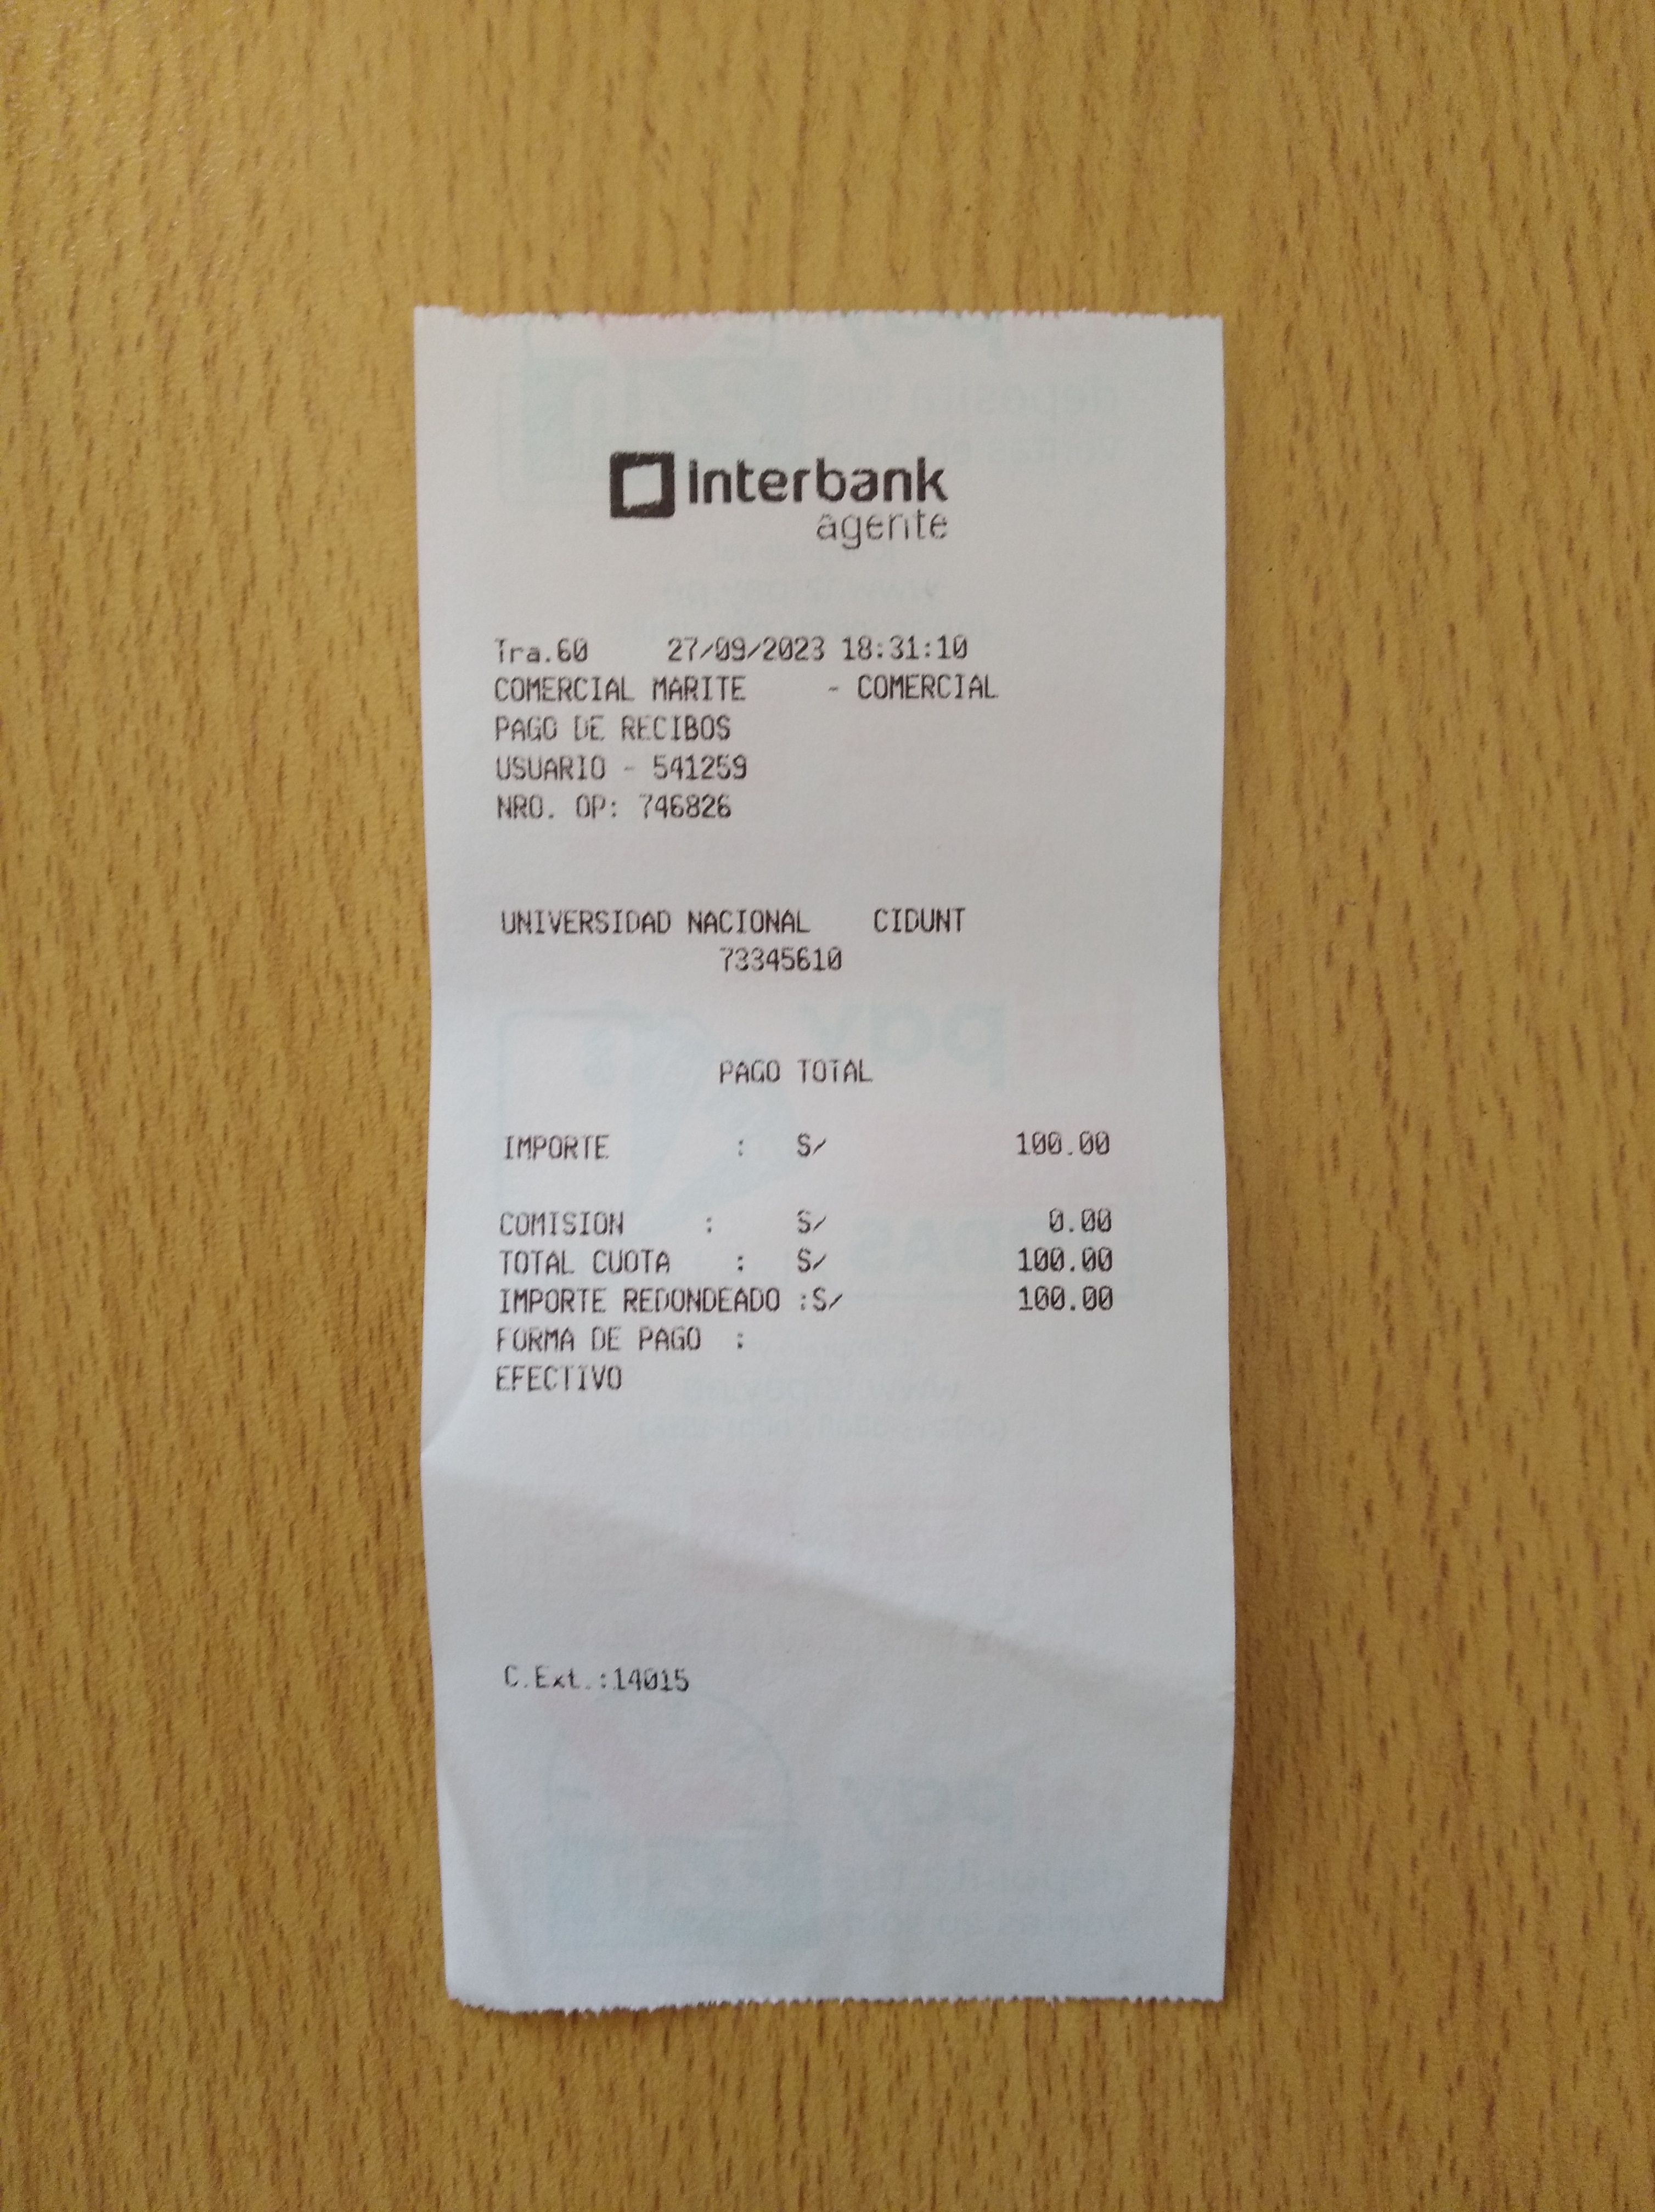 interbank
agente
Tra.60 27/09/2023 18:31:10
COMERCIAL MARITE - COMERCIAL
PAGO DE RECIBOS
USUARIO - 541259
NRO. OP: 746826
UNIVERSIDAD NACIONAL CIDUNT
73345610
PAGO TOTAL
IMPORTE : S/ 100.00
COMISION : S/ 0.00
TOTAL CUOTA : S/ 100.00
IMPORTE REDONDEADO :S/ 100.00
FORMA DE PAGO :
EFECTIVO
C.Ext.:14015